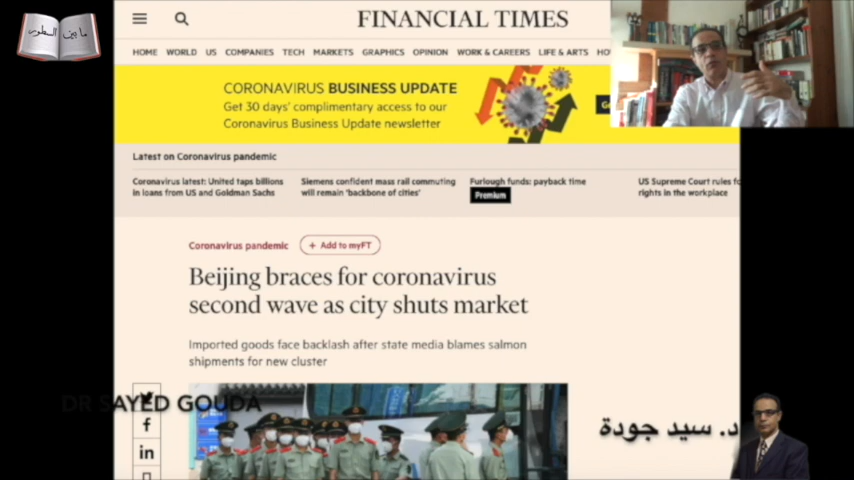 ما بين السطور
FINANCIAL TIMES
HOME WORLD US COMPANIES TECH MARKETS GRAPHICS OPINION WORK & CAREERS LIFE & ARTS HO
CORONAVIRUS BUSINESS UPDATE
Get 30 days' complimentary access to our
Coronavirus Business Update newsletter
Latest on Coronavirus pandemic
Coronavirus latest: United taps billions
in loans from US and Goldman Sachs
Siemens confident mass rail commuting
will remain 'backbone of cities'
Furlough funds: payback time
Premium
US Supreme Court rules fo
rights in the workplace
Coronavirus pandemic + Add to myFT
Beijing braces for coronavirus
second wave as city shuts market
Imported goods face backlash after state media blames salmon
shipments for new cluster
DR SAYED GOUDA
د. سيد جودة
f
in